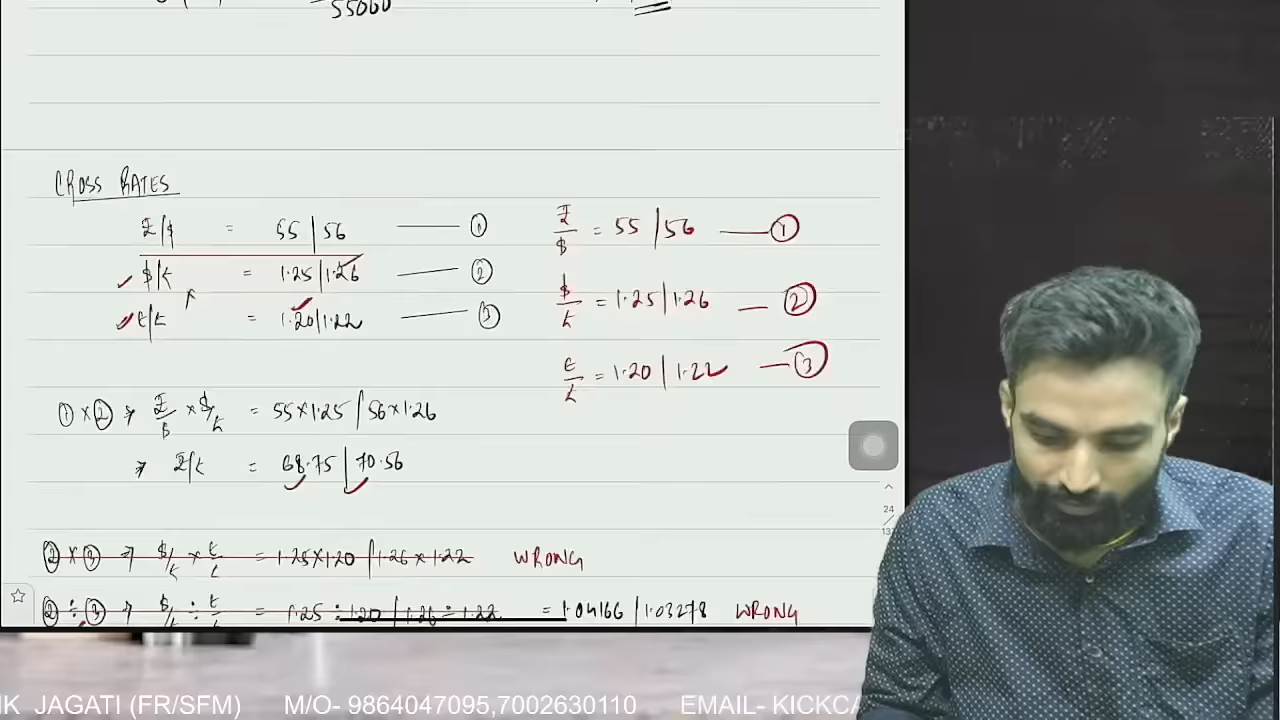 55000
CROSS RATES
₹/$ = 55 | 56 —— ①
$/£ = 1.25 | 1.26 —— ②
€/£ = 1.20 | 1.22 —— ③
₹/$ = 55 | 56 —— ①
$/£ = 1.25 | 1.26 — ②
€/£ = 1.20 | 1.22 — ③
① × ② ⇒ ₹/$ × $/£ = 55 × 1.25 | 56 × 1.26
⇒ ₹/£ = 68.75 | 70.56
② × ③ ⇒ $/£ × €/£ = 1.25 × 1.20 | 1.26 × 1.22 WRONG
② ÷ ③ ⇒ $/£ ÷ €/£ = 1.25 ÷ 1.20 | 1.26 ÷ 1.22 = 1.04166 | 1.03278 WRONG
24
JAGATI (FR/SFM) M/O- 9864047095,7002630110 EMAIL- KICKCA